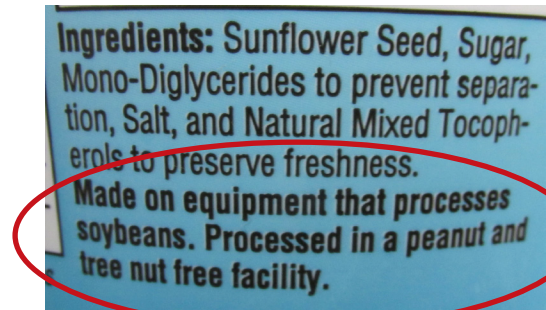 Ingredients: Sunflower Seed, Sugar,
Mono-Diglycerides to prevent separa-
tion, Salt, and Natural Mixed Tocoph-
erols to preserve freshness.
Made on equipment that processes
soybeans. Processed in a peanut and
tree nut free facility.